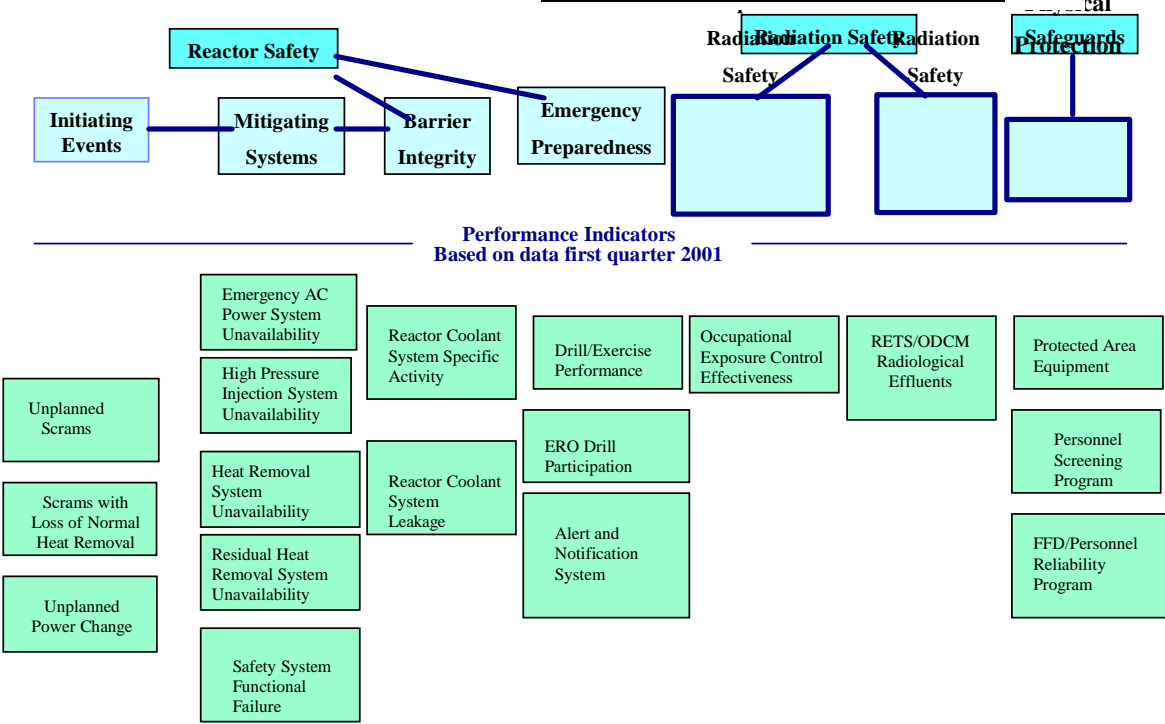 Reactor Safety
Radiation
Radiation Safety
Radiation
Safety
Safety
Safeguards
Protection
Initiating
Events
Mitigating
Systems
Barrier
Integrity
Emergency
Preparedness
Performance Indicators
Based on data first quarter 2001
Unplanned
Scrams
Scrams with
Loss of Normal
Heat Removal
Unplanned
Power Change
Emergency AC
Power System
Unavailability
High Pressure
Injection System
Unavailability
Heat Removal
System
Unavailability
Residual Heat
Removal System
Unavailability
Safety System
Functional
Failure
Reactor Coolant
System Specific
Activity
Reactor Coolant
System
Leakage
Drill/Exercise
Performance
ERO Drill
Participation
Alert and
Notification
System
Occupational
Exposure Control
Effectiveness
RETS/ODCM
Radiological
Effluents
Protected Area
Equipment
Personnel
Screening
Program
FFD/Personnel
Reliability
Program